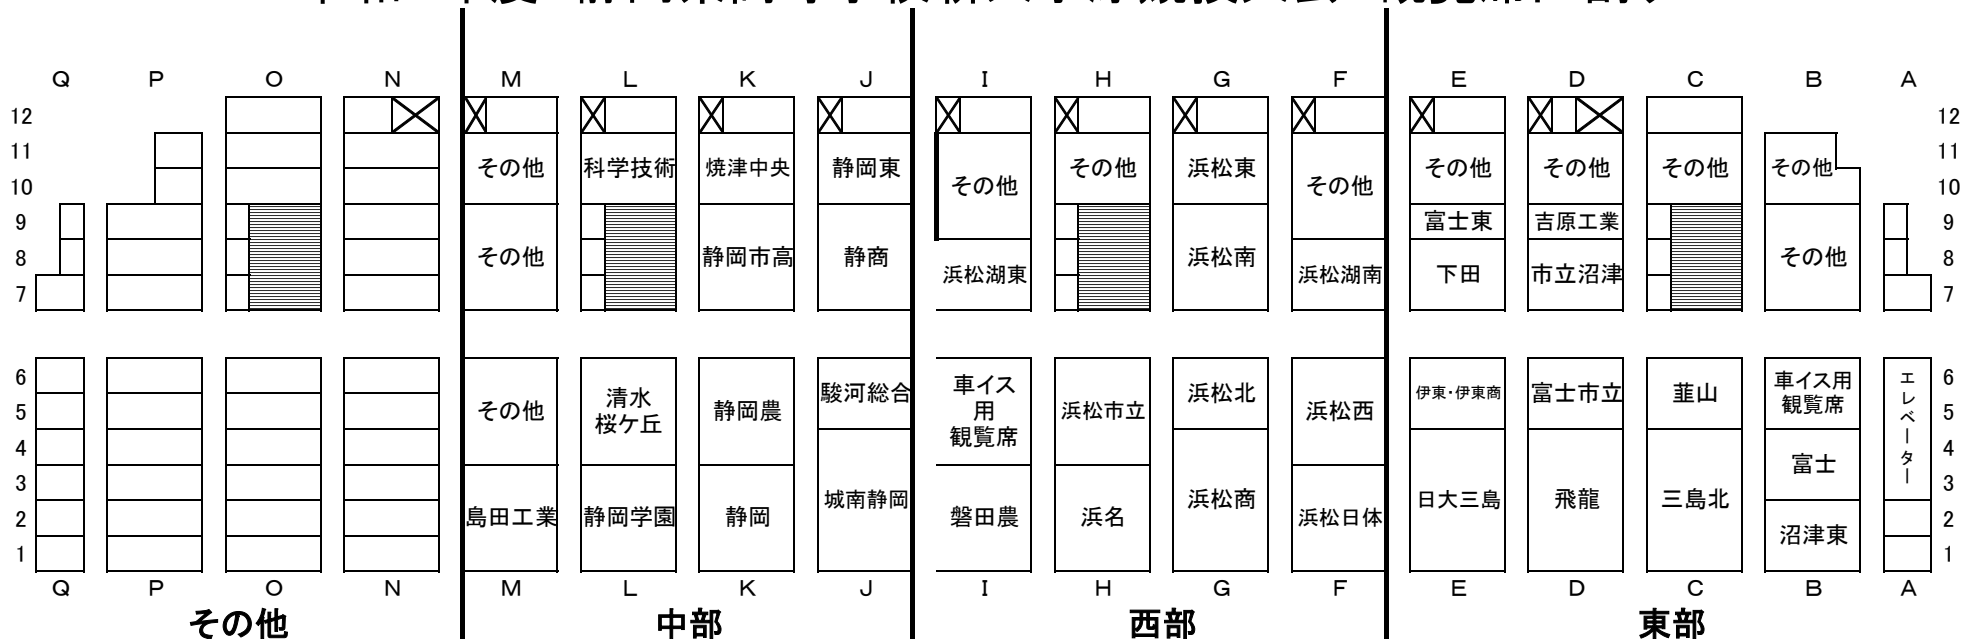 Q P O N M L K J I H G F E D C B A
12 12
11 その他 科学技術 焼津中央 静岡東 その他 その他 浜松東 その他 その他 その他 その他 その他 11
10 10
9 富士東 吉原工業 9
8 その他 静岡市高 静商 浜松南 その他 8
7 浜松湖東 浜松湖南 下田 市立沼津 7
6 駿河総合 車イス 浜松北 伊東・伊東商 富士市立 韮山 車イス用 エレベーター 6
5 その他 清水 静岡農 用 浜松市立 浜松西 観覧席 5
桜ケ丘 観覧席
4 富士 4
3 城南静岡 浜松商 日大三島 飛龍 三島北 3
2 島田工業 静岡学園 静岡 磐田農 浜名 浜松日体 沼津東 2
1 1
Q P O N M L K J I H G F E D C B A
その他 中部 西部 東部